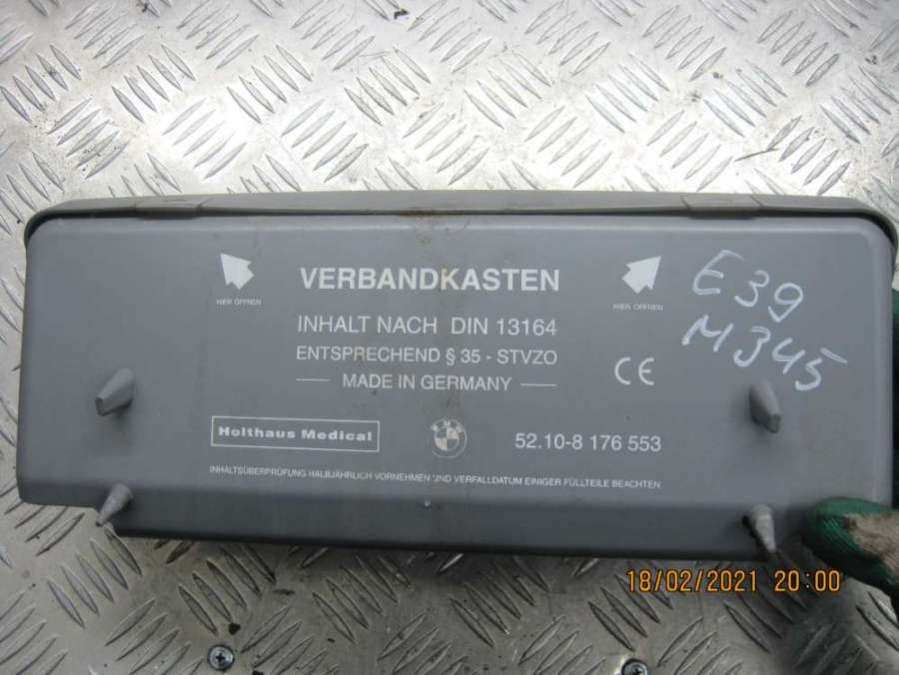 VERBANDKASTEN
HIER ÖFFNEN
HIER ÖFFNEN
INHALT NACH DIN 13164
ENTSPRECHEND § 35 - STVZO
MADE IN GERMANY
CE
E39
M345
Holthaus Medical
BMW
52.10-8 176 553
INHALTSÜBERPRÜFUNG HALBJÄHRLICH VORNEHMEN UND VERFALLDATUM EINIGER FÜLLTEILE BEACHTEN
18/02/2021 20:00